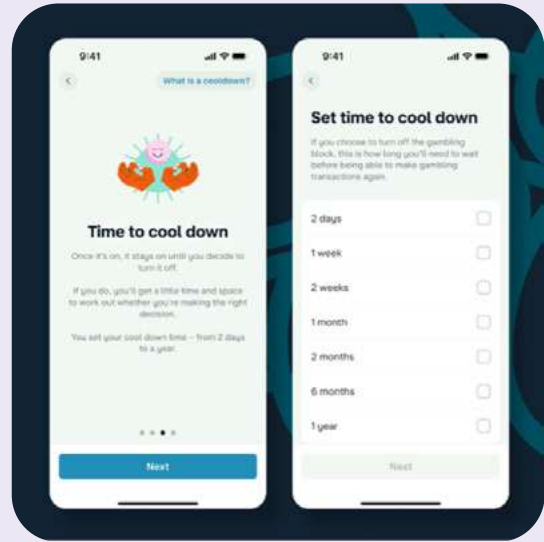 9:41
What is a cooldown?
Time to cool down
Once it's on, it stays on until you decide to
turn it off.
If you do, you'll get a little time and space
to work out whether you're making the right
decision.
You set your cool down time – from 2 days
to a year.
Next
9:41
Set time to cool down
If you choose to turn off the gambling
block, this is how long you'll need to wait
before being able to make gambling
transactions again.
2 days
1 week
2 weeks
1 month
2 months
6 months
1 year
Next